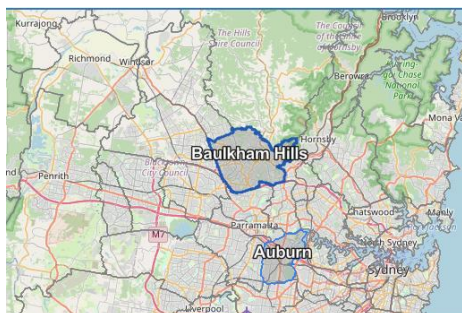 Brooklyn
Kurrajong
The Hills
Shire Council
The Council
of the Shire
of Hornsby
Richmond
Windsor
Berowra
Ku-ring-
gai Chase
National
Park
Mona Va
Hornsby
Baulkham Hills
City Council
Penrith
Chatswood
Manly
Parramatta
M7
North Sydney
Auburn
Sydney
Liverpool